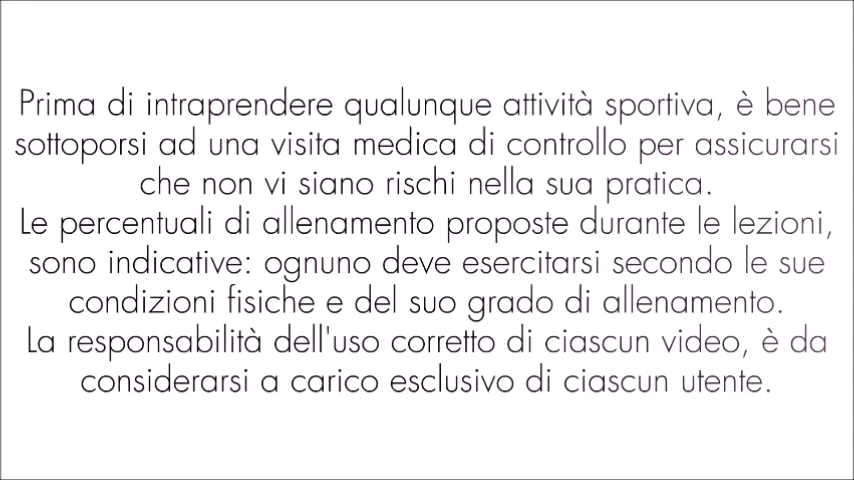 Prima di intraprendere qualunque attività sportiva, è bene
sottoporsi ad una visita medica di controllo per assicurarsi
che non vi siano rischi nella sua pratica.
Le percentuali di allenamento proposte durante le lezioni,
sono indicative: ognuno deve esercitarsi secondo le sue
condizioni fisiche e del suo grado di allenamento.
La responsabilità dell'uso corretto di ciascun video, è da
considerarsi a carico esclusivo di ciascun utente.